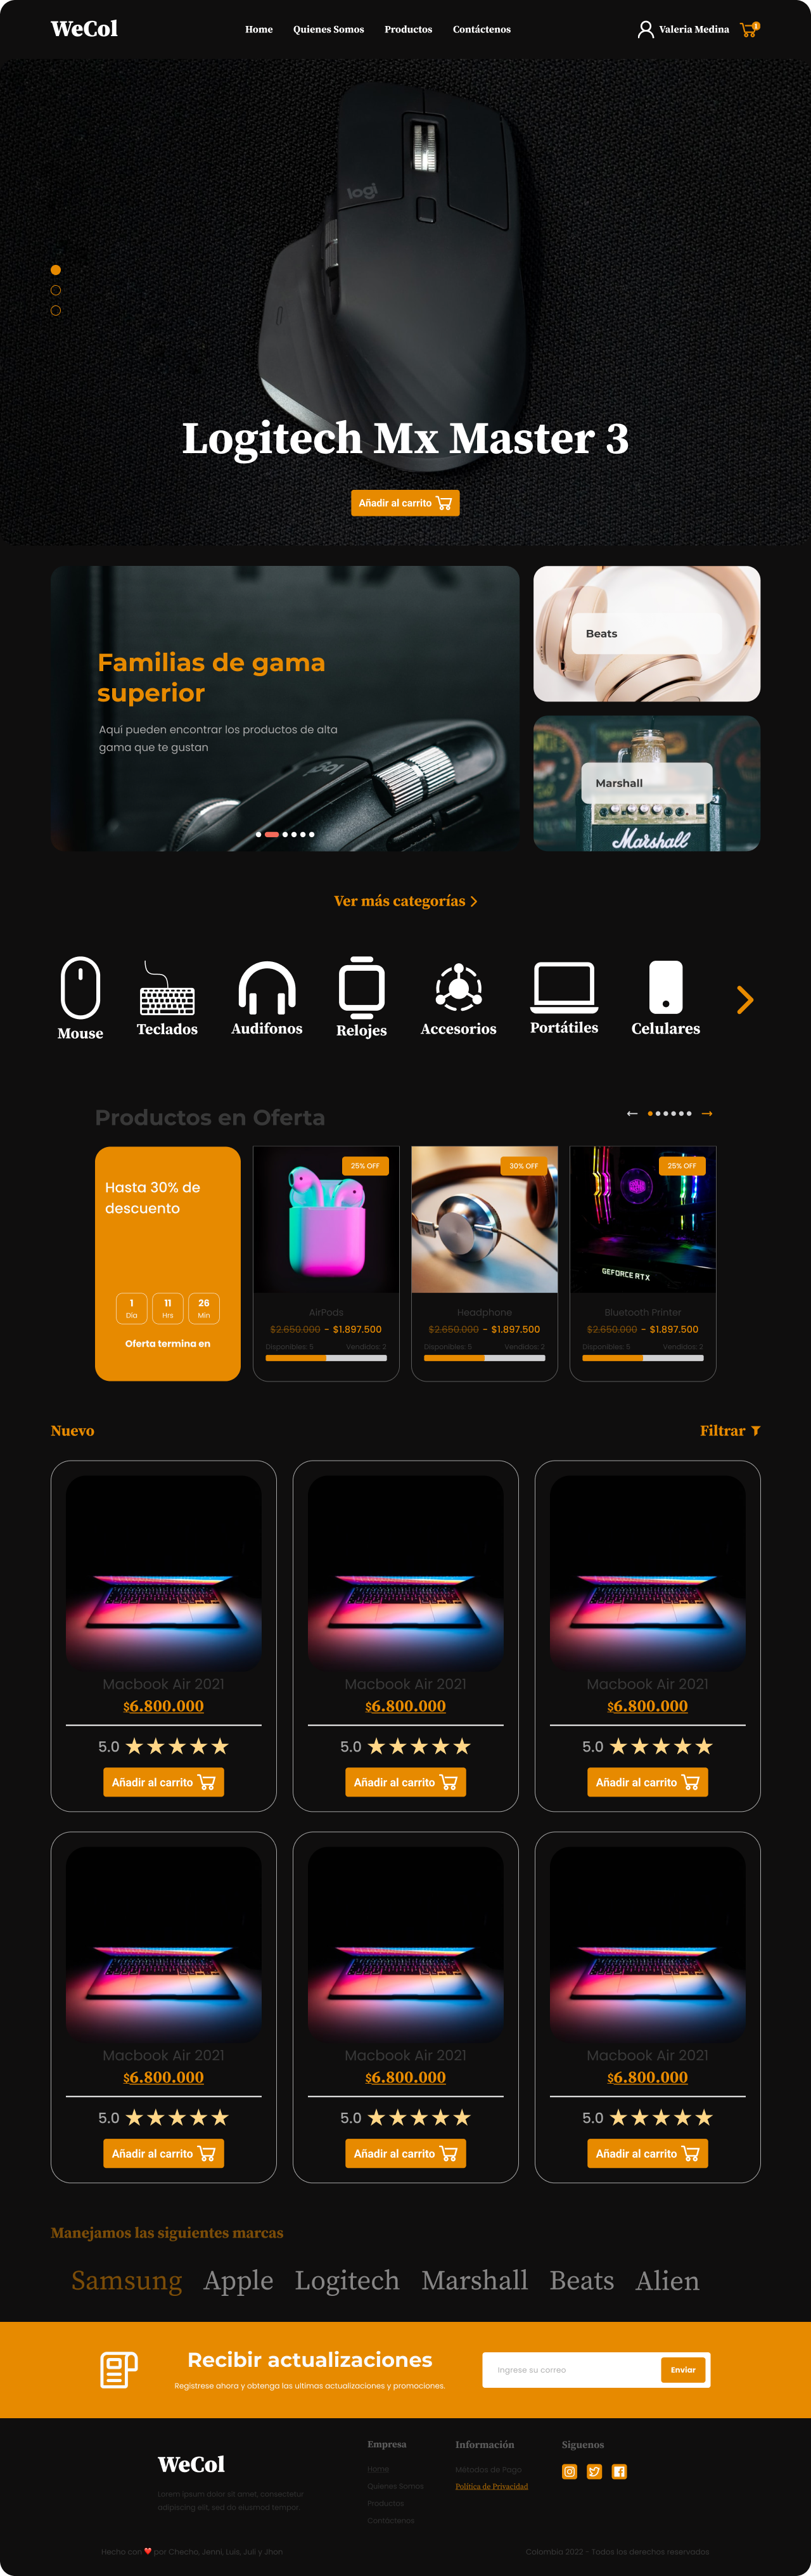 WeCol
Home Quienes Somos Productos Contáctenos
Valeria Medina
1
logi
Logitech Mx Master 3
Añadir al carrito
Familias de gama
superior
Aquí pueden encontrar los productos de alta
gama que te gustan
logi
Beats
Marshall
Marshall
Ver más categorías
Mouse Teclados Audifonos Relojes Accesorios Portátiles Celulares
Productos en Oferta
Hasta 30% de
descuento
1 11 26
Día Hrs Min
Oferta termina en
25% OFF
AirPods
$2.650.000 - $1.897.500
Disponibles: 5 Vendidos: 2
30% OFF
Headphone
$2.650.000 - $1.897.500
Disponibles: 5 Vendidos: 2
25% OFF
GEFORCE RTX
Bluetooth Printer
$2.650.000 - $1.897.500
Disponibles: 5 Vendidos: 2
Nuevo
Filtrar
Macbook Air 2021 Macbook Air 2021 Macbook Air 2021
$6.800.000 $6.800.000 $6.800.000
5.0 5.0 5.0
Añadir al carrito Añadir al carrito Añadir al carrito
Macbook Air 2021 Macbook Air 2021 Macbook Air 2021
$6.800.000 $6.800.000 $6.800.000
5.0 5.0 5.0
Añadir al carrito Añadir al carrito Añadir al carrito
Manejamos las siguientes marcas
Samsung Apple Logitech Marshall Beats Alien
Recibir actualizaciones
Registrese ahora y obtenga las ultimas actualizaciones y promociones.
Ingrese su correo
Enviar
WeCol
Lorem ipsum dolor sit amet, consectetur
adipiscing elit, sed do eiusmod tempor.
Empresa
Home
Quienes Somos
Productos
Contáctenos
Información
Métodos de Pago
Política de Privacidad
Síguenos
Hecho con ❤️ por Checho, Jenni, Luis, Juli y Jhon
Colombia 2022 - Todos los derechos reservados